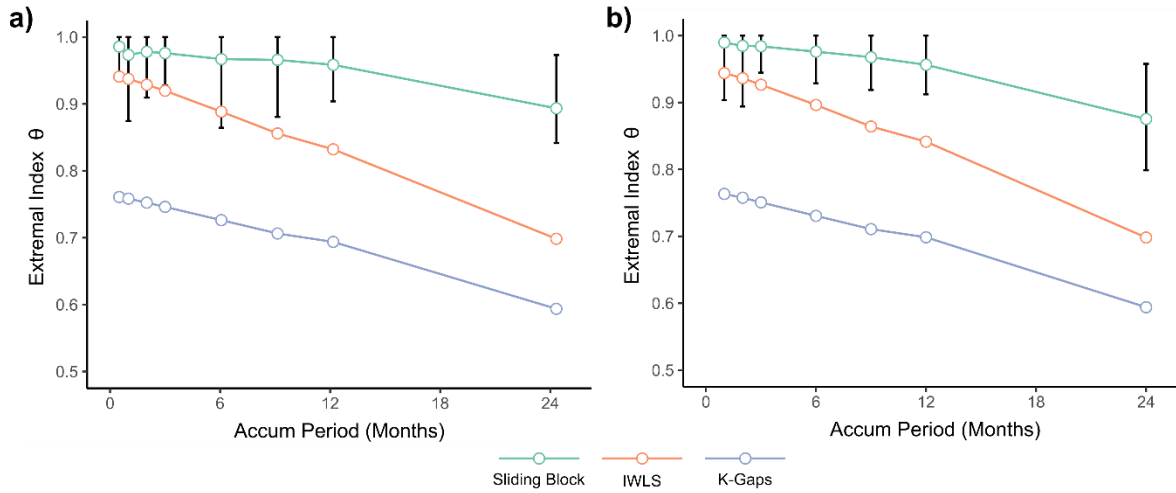 a)
1.0
0.9
0.8
0.7
0.6
0.5
Extremal Index θ
0 6 12 18 24
Accum Period (Months)
b)
1.0
0.9
0.8
0.7
0.6
0.5
Extremal Index θ
0 6 12 18 24
Accum Period (Months)
Sliding Block IWLS K-Gaps